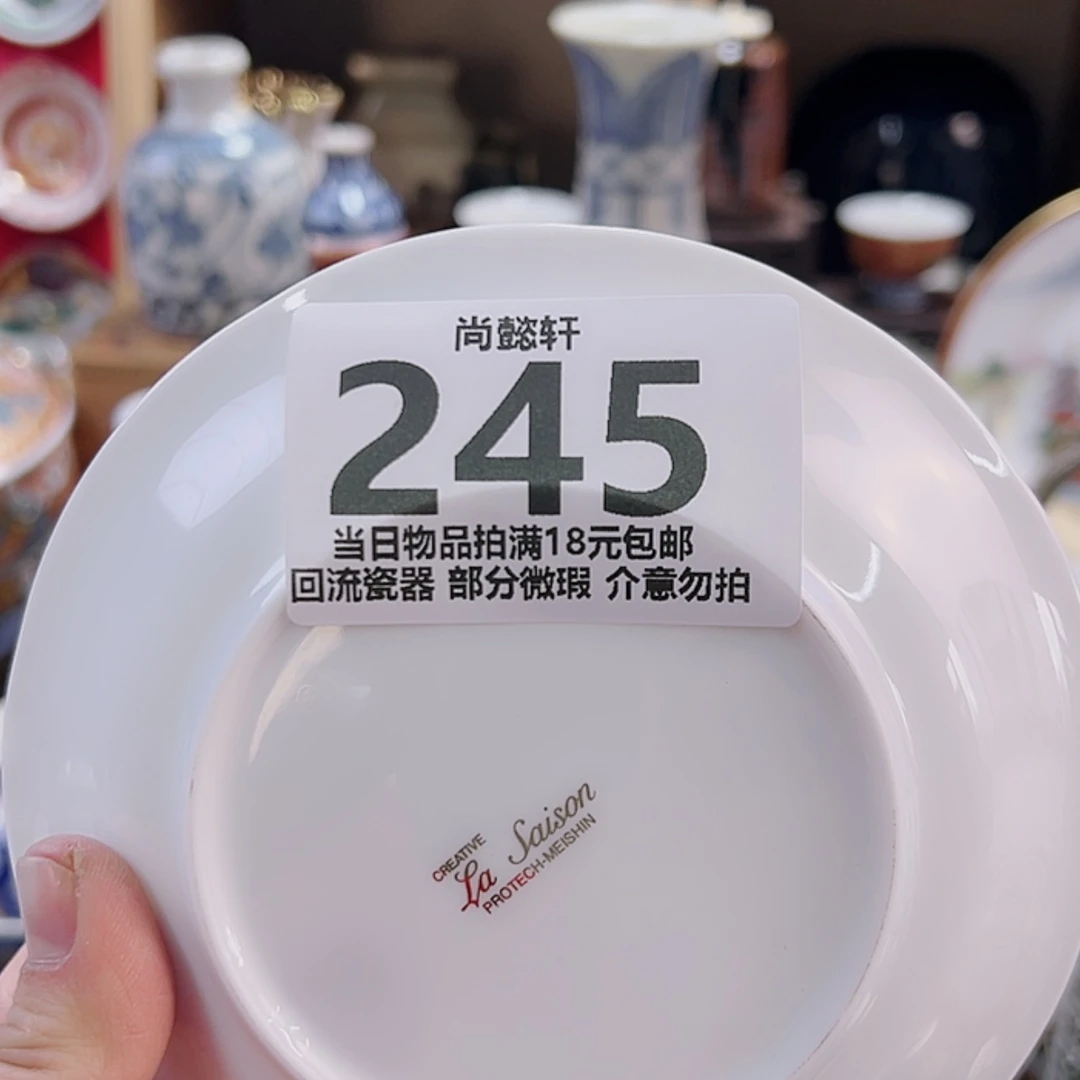 尚懿轩
245
当日物品拍满18元包邮
回流瓷器 部分微瑕 介意勿拍
CREATIVE
La Saison
PROTECH-MEISHIN